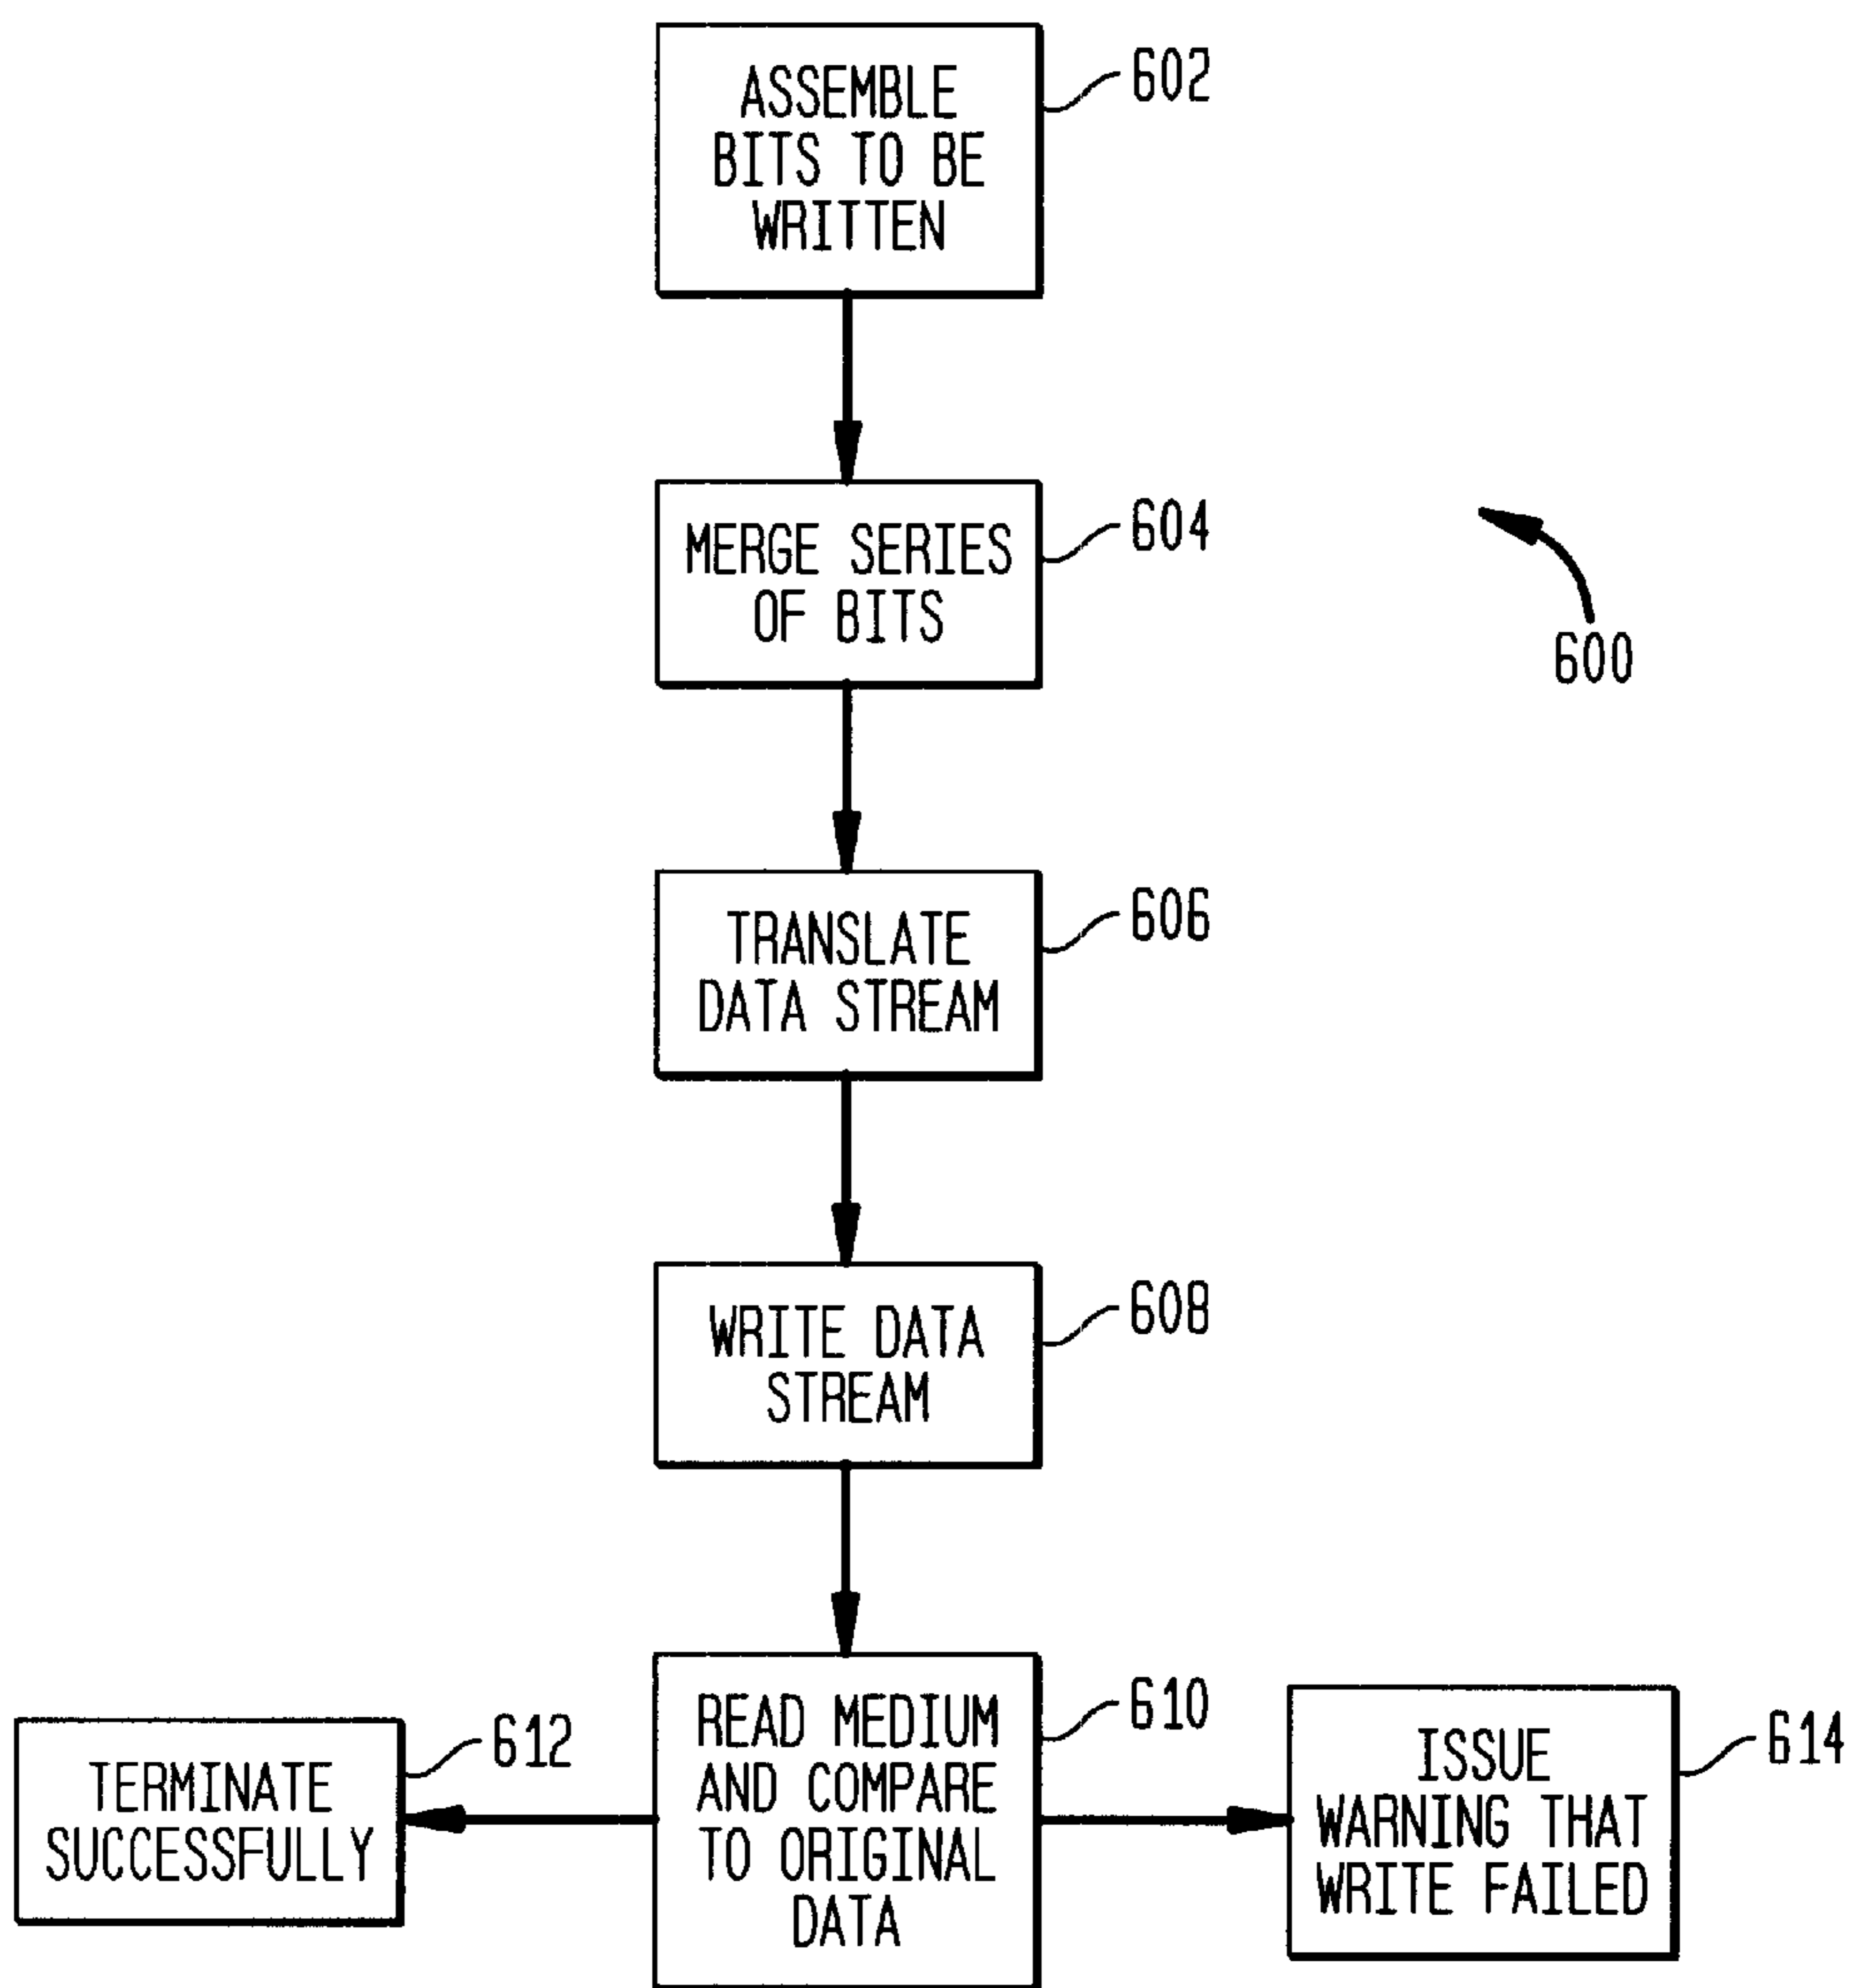 ASSEMBLE
BITS TO BE
WRITTEN
602
MERGE SERIES
OF BITS
604
600
TRANSLATE
DATA STREAM
606
WRITE DATA
STREAM
608
READ MEDIUM
AND COMPARE
TO ORIGINAL
DATA
610
TERMINATE
SUCCESSFULLY
612
ISSUE
WARNING THAT
WRITE FAILED
614